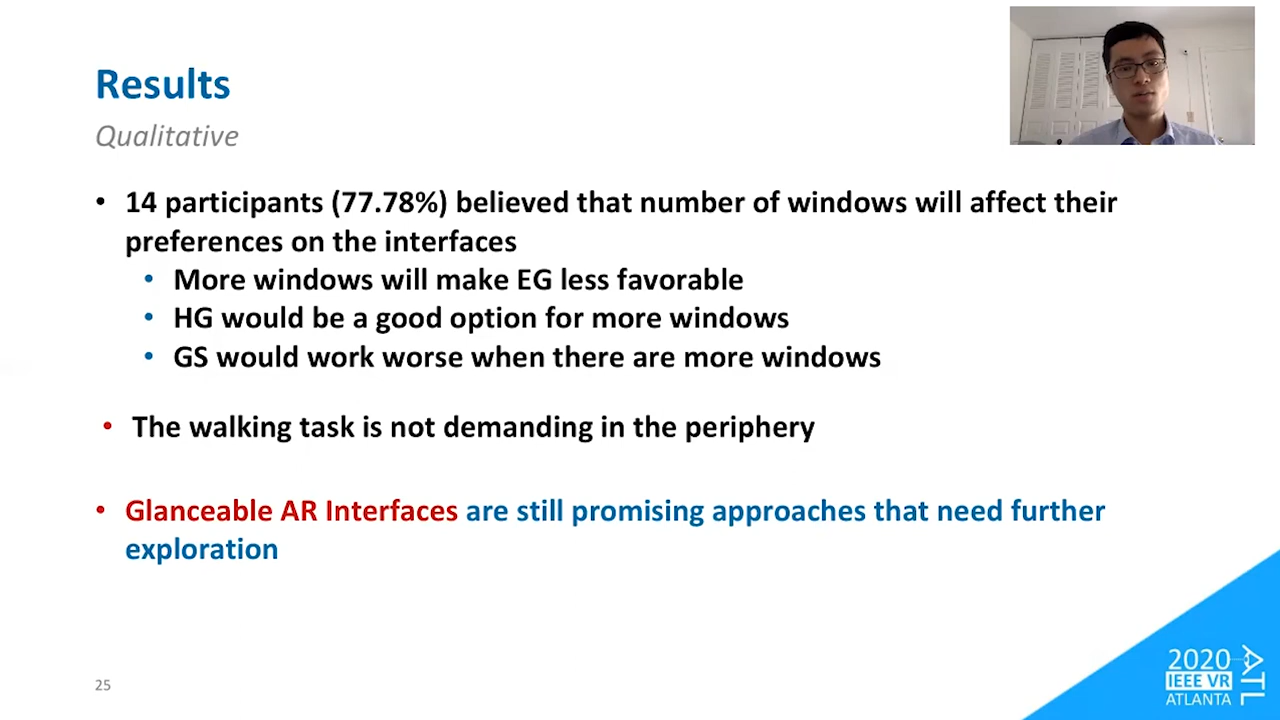 Results
Qualitative
• 14 participants (77.78%) believed that number of windows will affect their
preferences on the interfaces
• More windows will make EG less favorable
• HG would be a good option for more windows
• GS would work worse when there are more windows
• The walking task is not demanding in the periphery
• Glanceable AR Interfaces are still promising approaches that need further
exploration
25
2020
IEEE VR
ATLANTA
ATL